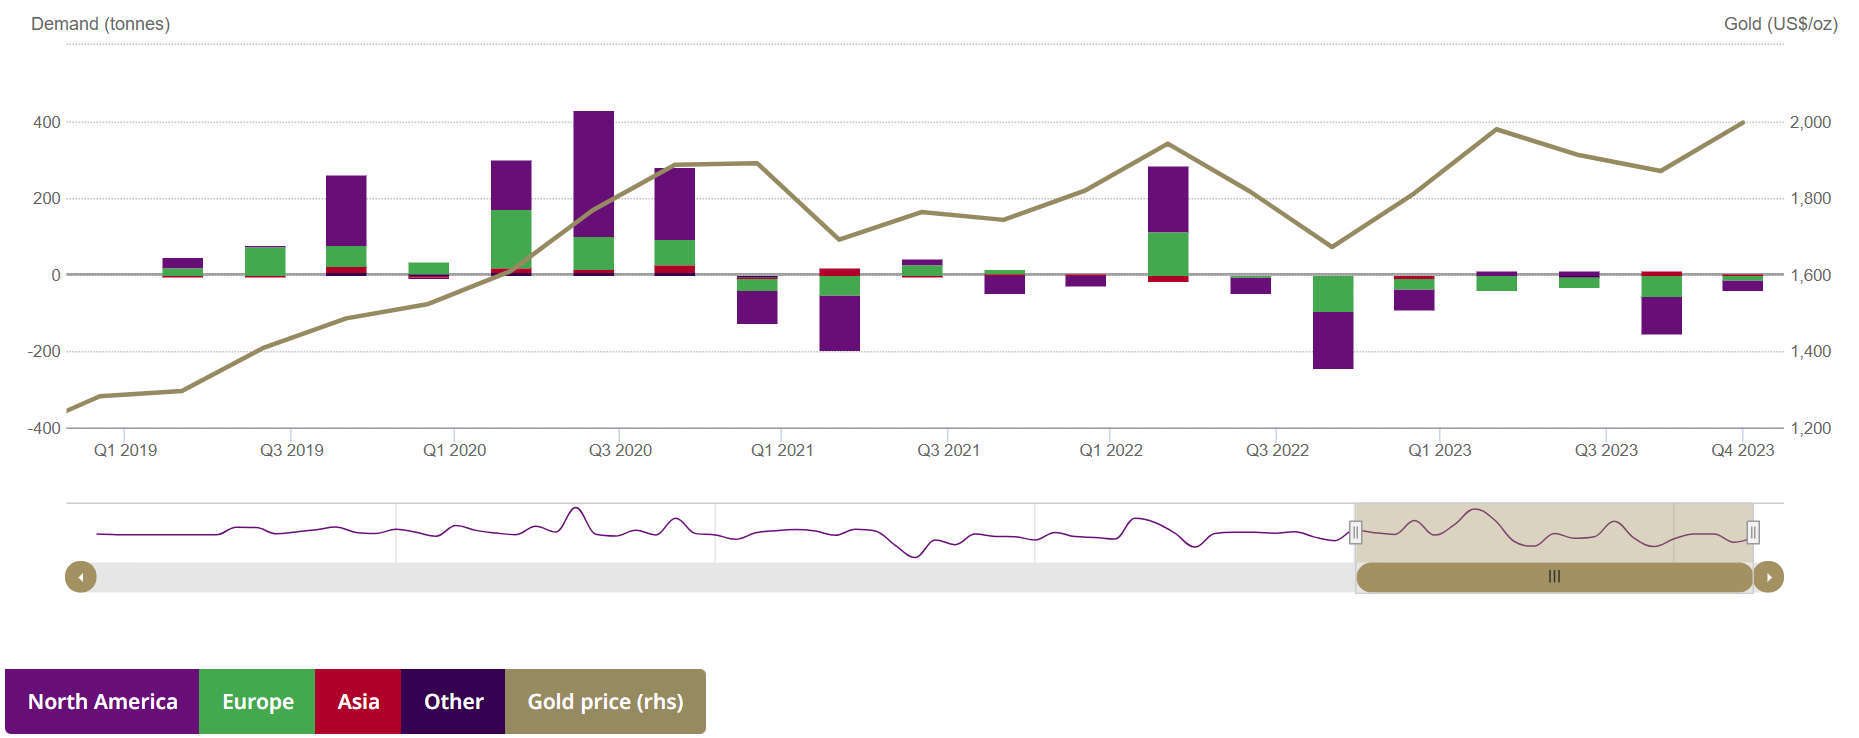 Demand (tonnes) Gold (US$/oz)
400 2,000
200 1,800
0 1,600
-200 1,400
-400 1,200
Q1 2019 Q3 2019 Q1 2020 Q3 2020 Q1 2021 Q3 2021 Q1 2022 Q3 2022 Q1 2023 Q3 2023 Q4 2023
North America Europe Asia Other Gold price (rhs)